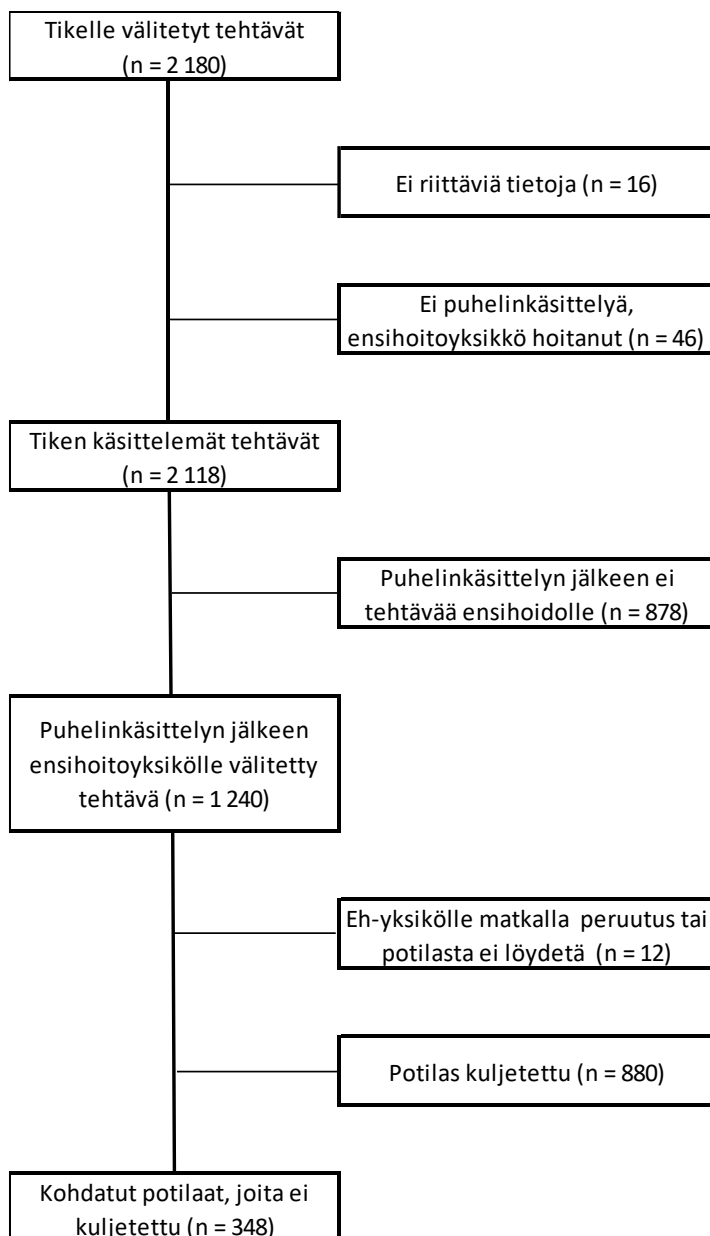 Tikelle välitetyt tehtävät
(n = 2 180)
Ei riittäviä tietoja (n = 16)
Ei puhelinkäsittelyä,
ensihoitoyksikkö hoitanut (n = 46)
Tiken käsittelemät tehtävät
(n = 2 118)
Puhelinkäsittelyn jälkeen ei
tehtävää ensihoidolle (n = 878)
Puhelinkäsittelyn jälkeen
ensihoitoyksikölle välitetty
tehtävä (n = 1 240)
Eh-yksikölle matkalla peruutus tai
potilasta ei löydetä (n = 12)
Potilas kuljetettu (n = 880)
Kohdatut potilaat, joita ei
kuljetettu (n = 348)